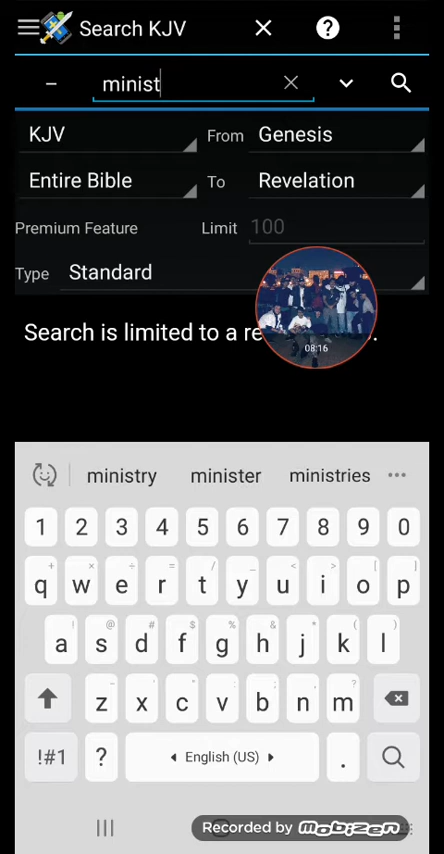 Search KJV
minist
KJV From Genesis
Entire Bible To Revelation
Premium Feature Limit 100
Type Standard
08:16
Search is limited to a re
ministry minister ministries
1 2 3 4 5 6 7 8 9 0
+ × ÷ = / _ < > [ ]
q w e r t y u i o p
! @ # $ % & * ( )
a s d f g h j k l
- ' " : ; , ?
z x c v b n m
!#1 ? English (US) .
Recorded by MOBIZEN